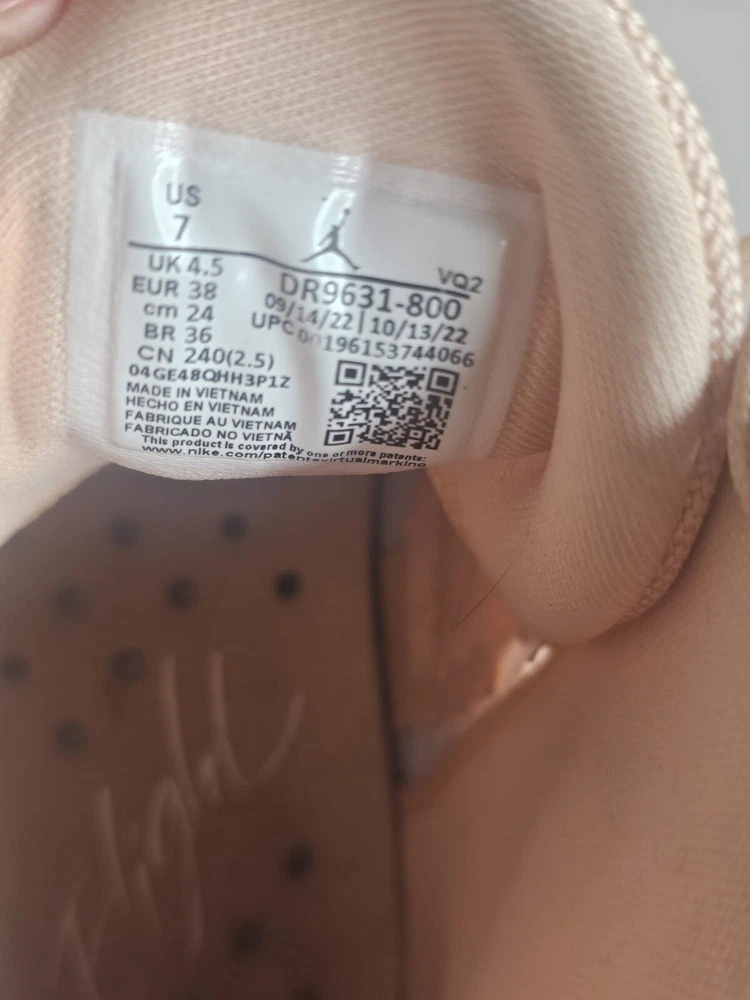 US
7
UK 4.5
EUR 38
cm 24
BR 36
CN 240(2.5)
04GE48QHH3P1Z
MADE IN VIETNAM
HECHO EN VIETNAM
FABRIQUE AU VIETNAM
FABRICADO NO VIETNÃ
VQ2
DR9631-800
09/14/22 | 10/13/22
UPC 00196153744066
This product is covered by one or more patents:
www.nike.com/patentsvirtualmarking
Flight